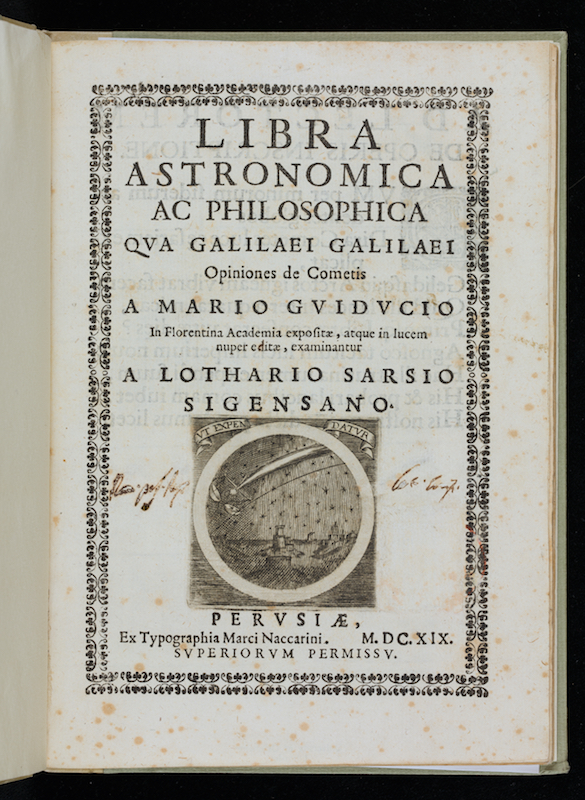 LIBRA
ASTRONOMICA
AC PHILOSOPHICA
QVA GALILAEI GALILAEI
Opiniones de Cometis
A MARIO GVIDVCIO
In Florentina Academia expositæ, atque in lucem
nuper editæ, examinantur
A LOTHARIO SARSIO
SIGENSANO.
VT EXPENDATVR
PERVSIÆ,
Ex Typographia Marci Naccarini. M. DC. XIX.
SVPERIORVM PERMISSV.